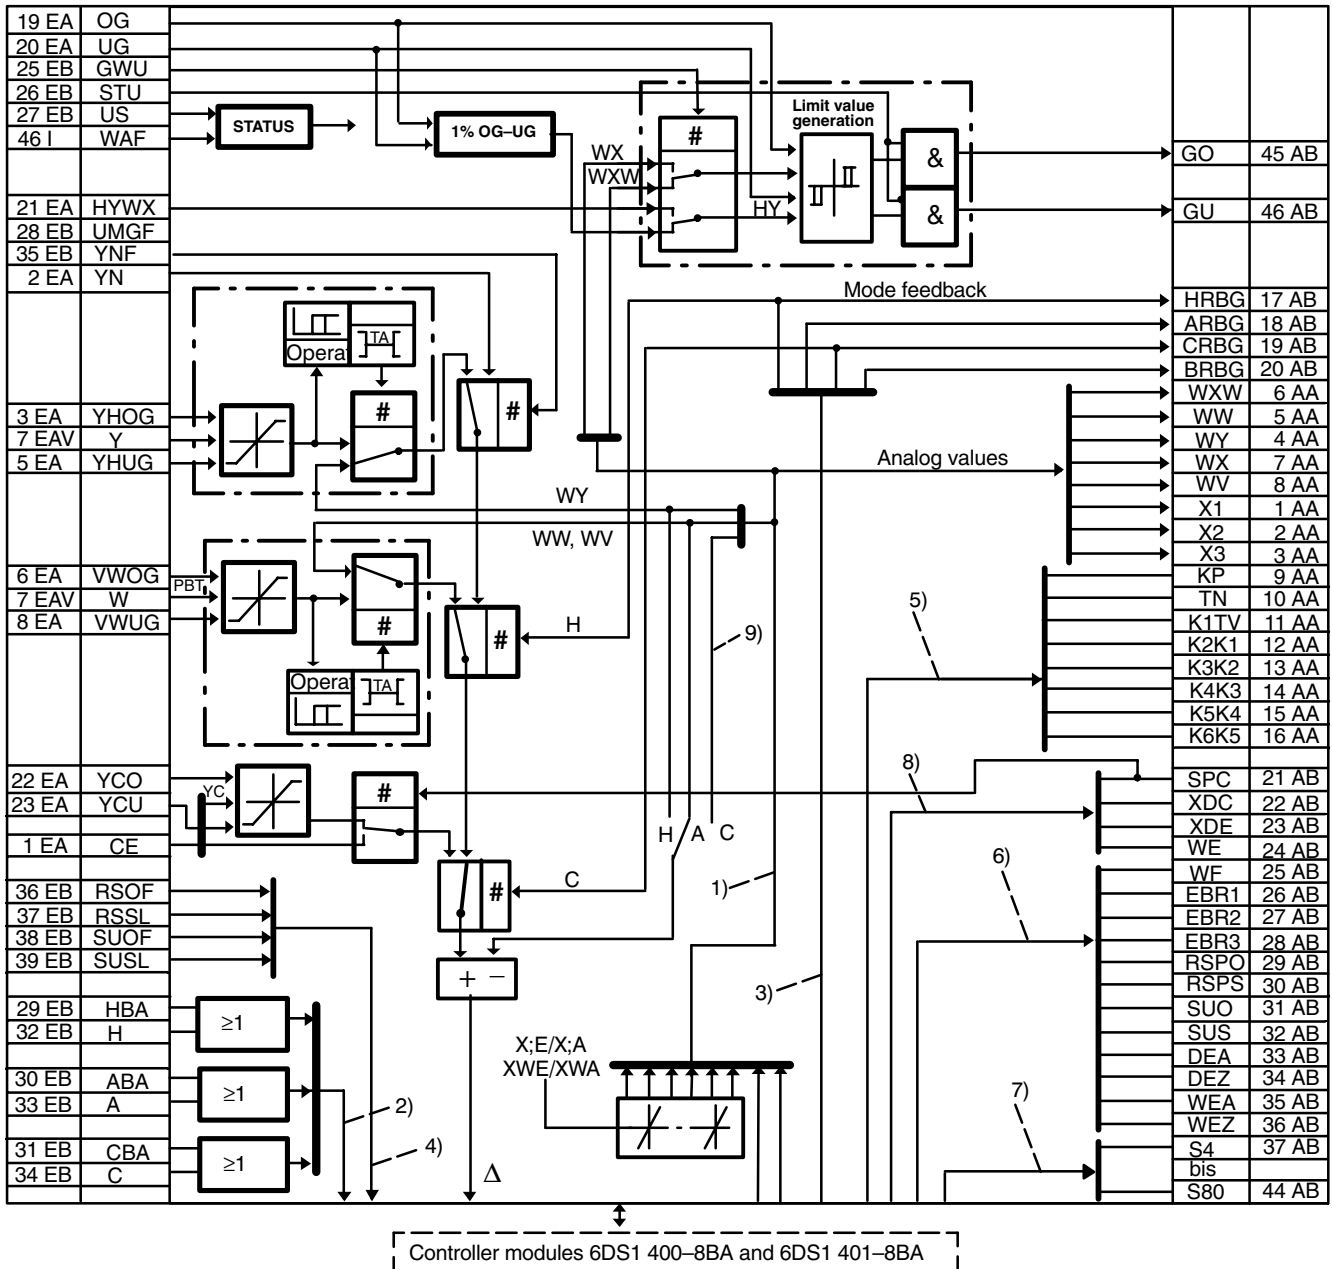 19 EA OG
20 EA UG
25 EB GWU
26 EB STU
27 EB US
46 I WAF
21 EA HYWX
28 EB UMGF
35 EB YNF
2 EA YN
3 EA YHOG
7 EAV Y
5 EA YHUG
6 EA VWOG
7 EAV W
8 EA VWUG
22 EA YCO
23 EA YCU
1 EA CE
36 EB RSOF
37 EB RSSL
38 EB SUOF
39 EB SUSL
29 EB HBA
32 EB H
30 EB ABA
33 EB A
31 EB CBA
34 EB C
STATUS
1% OG–UG
WX
WXW
#
Limit value
generation
HY
&
&
Mode feedback
Operat
TA
#
#
Analog values
WY
WW, WV
PBT
#
Operat
TA
#
H
9)
5)
YC
#
H A C
8)
#
C
1)
6)
+ −
3)
≥1
≥1
≥1
2)
4)
Δ
X;E/X;A
XWE/XWA
7)
GO 45 AB
GU 46 AB
HRBG 17 AB
ARBG 18 AB
CRBG 19 AB
BRBG 20 AB
WXW 6 AA
WW 5 AA
WY 4 AA
WX 7 AA
WV 8 AA
X1 1 AA
X2 2 AA
X3 3 AA
KP 9 AA
TN 10 AA
K1TV 11 AA
K2K1 12 AA
K3K2 13 AA
K4K3 14 AA
K5K4 15 AA
K6K5 16 AA
SPC 21 AB
XDC 22 AB
XDE 23 AB
WE 24 AB
WF 25 AB
EBR1 26 AB
EBR2 27 AB
EBR3 28 AB
RSPO 29 AB
RSPS 30 AB
SUO 31 AB
SUS 32 AB
DEA 33 AB
DEZ 34 AB
WEA 35 AB
WEZ 36 AB
S4 37 AB
bis
S80 44 AB
Controller modules 6DS1 400–8BA and 6DS1 401–8BA